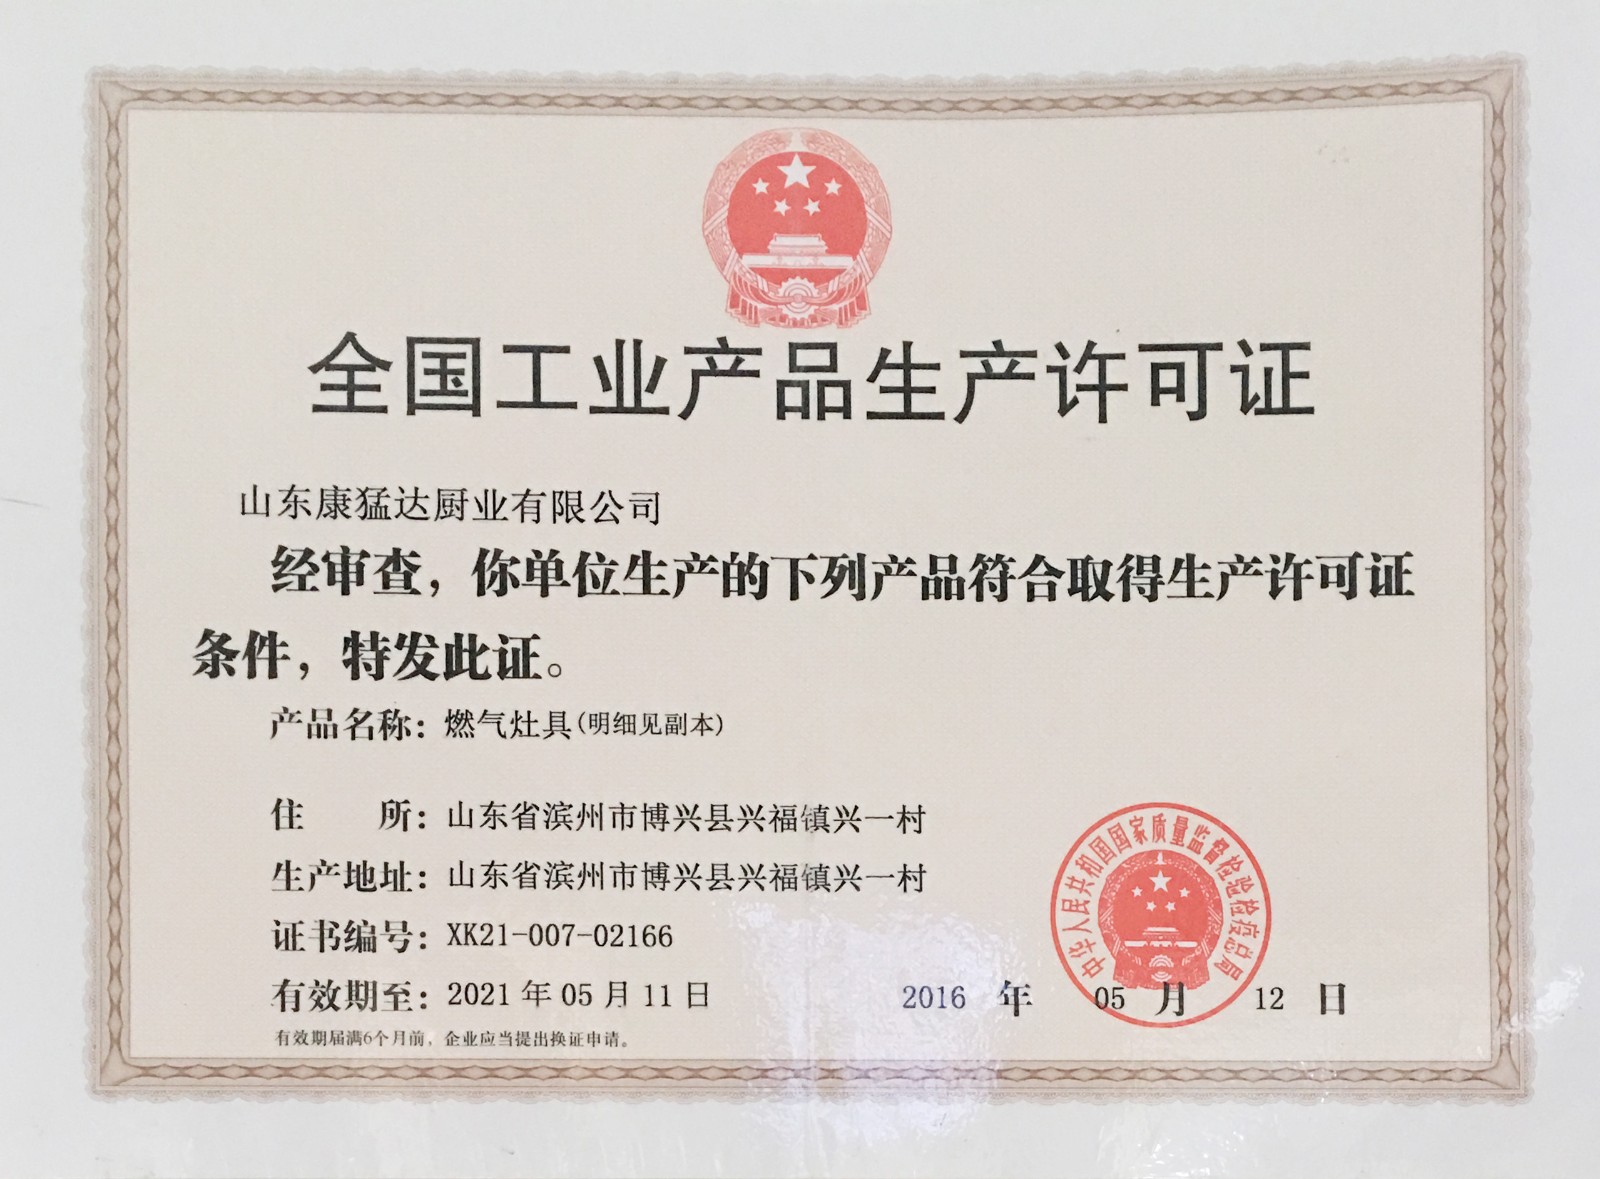 全国工业产品生产许可证
山东康猛达厨业有限公司
经审查，你单位生产的下列产品符合取得生产许可证
条件，特发此证。
产品名称：燃气灶具(明细见副本)
住 所：山东省滨州市博兴县兴福镇兴一村
生产地址：山东省滨州市博兴县兴福镇兴一村
证书编号：XK21-007-02166
有效期至：2021 年 05 月 11 日
有效期届满6个月前，企业应当提出换证申请。
中华人民共和国国家质量监督检验检疫总局
2016 年 05 月 12 日